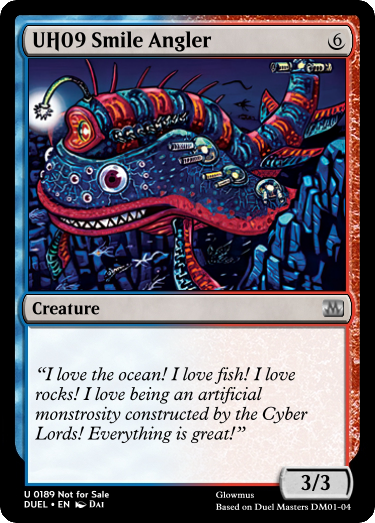 UH09 Smile Angler 6
Creature
“I love the ocean! I love fish! I love
rocks! I love being an artificial
monstrosity constructed by the Cyber
Lords! Everything is great!”
3/3
U 0189 Not for Sale
DUEL • EN Dai
Glowmus
Based on Duel Masters DM01-04